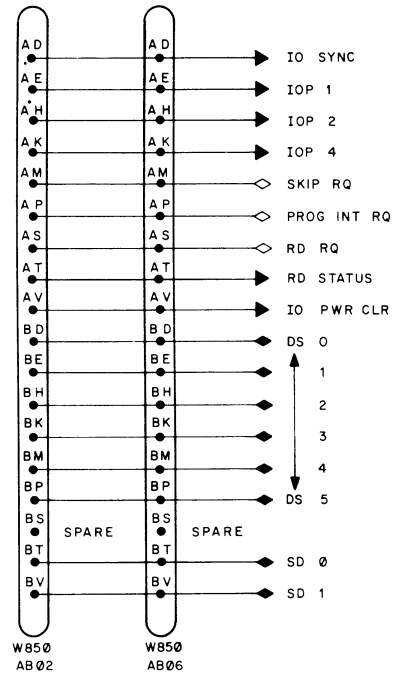 AD AD IO SYNC
AE AE IOP 1
AH AH IOP 2
AK AK IOP 4
AM AM SKIP RQ
AP AP PROG INT RQ
AS AS RD RQ
AT AT RD STATUS
AV AV IO PWR CLR
BD BD DS 0
BE BE 1
BH BH 2
BK BK 3
BM BM 4
BP BP DS 5
BS SPARE BS SPARE
BT BT SD Ø
BV BV SD 1
W85Ø W85Ø
ABØ2 ABØ6